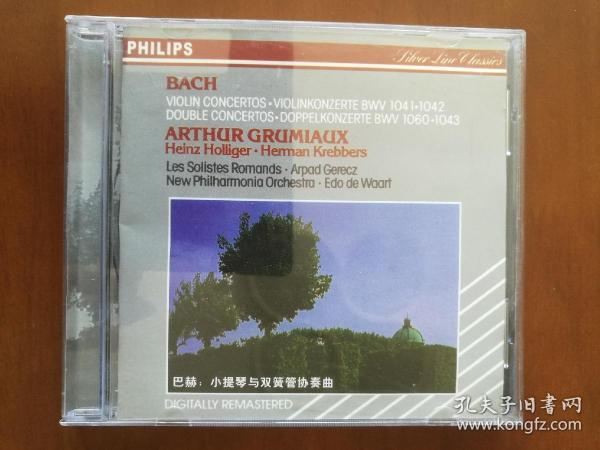 PHILIPS
Silver Line Classics
BACH
VIOLIN CONCERTOS · VIOLINKONZERTE BWV 1041 · 1042
DOUBLE CONCERTOS · DOPPELKONZERTE BWV 1060 · 1043
ARTHUR GRUMIAUX
Heinz Holliger · Herman Krebbers
Les Solistes Romands · Arpad Gerecz
New Philharmonia Orchestra · Edo de Waart
巴赫：小提琴与双簧管协奏曲
DIGITALLY REMASTERED
孔夫子旧书网
www.kongfz.com